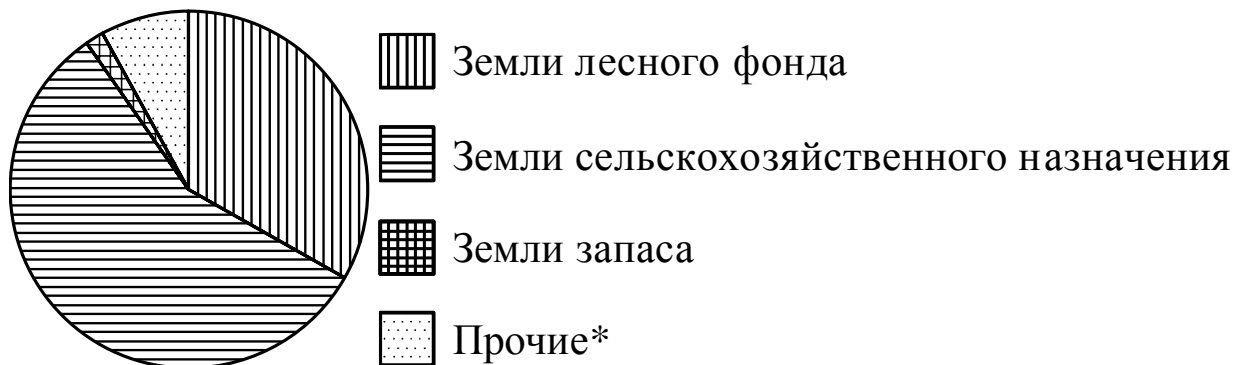 Земли лесного фонда
Земли сельскохозяйственного назначения
Земли запаса
Прочие*